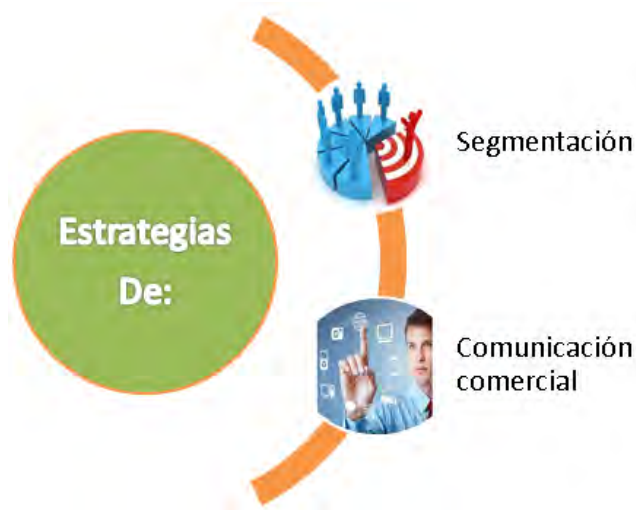 Estrategias
De:
Segmentación
Comunicación
comercial